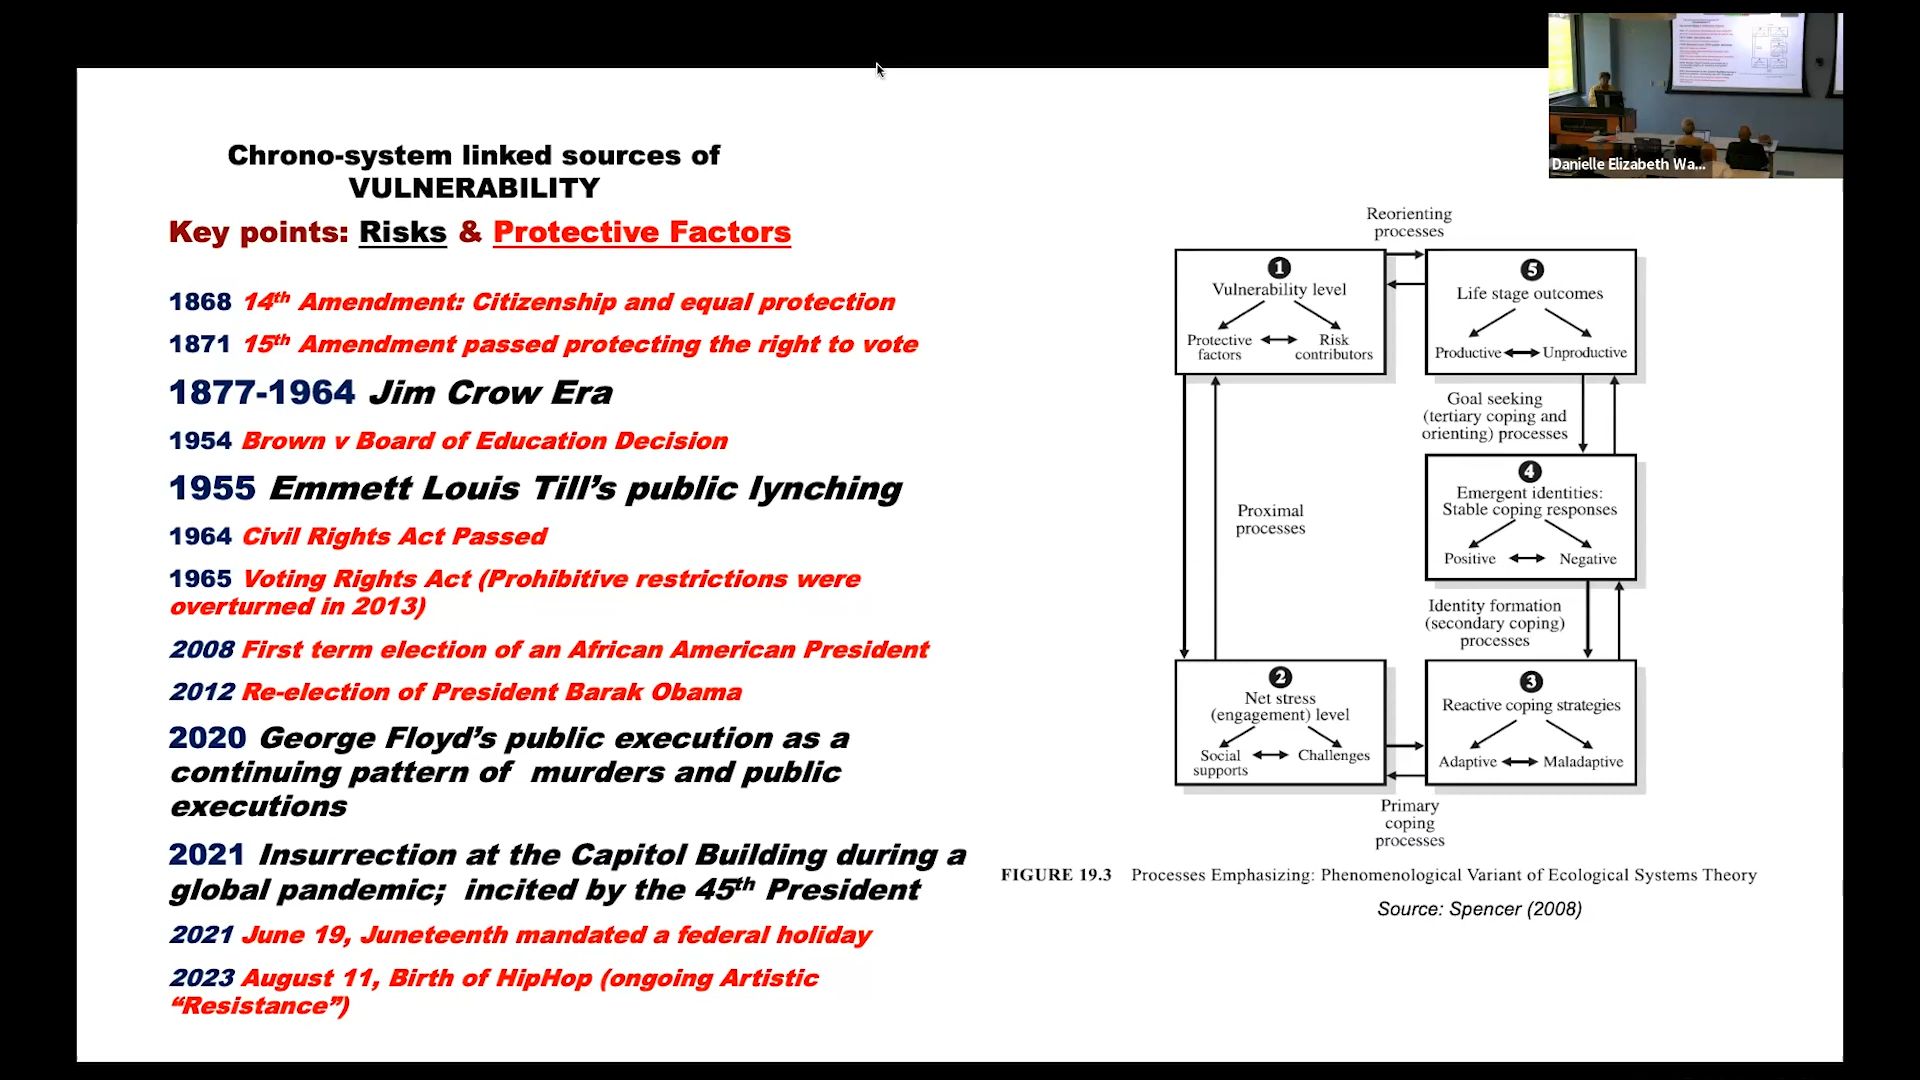 Chrono-system linked sources of
VULNERABILITY
Key points: Risks & Protective Factors
1868 14th Amendment: Citizenship and equal protection
1871 15th Amendment passed protecting the right to vote
1877-1964 Jim Crow Era
1954 Brown v Board of Education Decision
1955 Emmett Louis Till’s public lynching
1964 Civil Rights Act Passed
1965 Voting Rights Act (Prohibitive restrictions were
overturned in 2013)
2008 First term election of an African American President
2012 Re-election of President Barak Obama
2020 George Floyd’s public execution as a
continuing pattern of murders and public
executions
2021 Insurrection at the Capitol Building during a
global pandemic; incited by the 45th President
2021 June 19, Juneteenth mandated a federal holiday
2023 August 11, Birth of HipHop (ongoing Artistic
“Resistance”)
Danielle Elizabeth Wa...
Reorienting
processes
1
Vulnerability level
Protective
factors
Risk
contributors
5
Life stage outcomes
Productive
Unproductive
Goal seeking
(tertiary coping and
orienting) processes
4
Emergent identities:
Stable coping responses
Positive
Negative
Proximal
processes
Identity formation
(secondary coping)
processes
2
Net stress
(engagement) level
Social
supports
Challenges
3
Reactive coping strategies
Adaptive
Maladaptive
Primary
coping
processes
FIGURE 19.3 Processes Emphasizing: Phenomenological Variant of Ecological Systems Theory
Source: Spencer (2008)